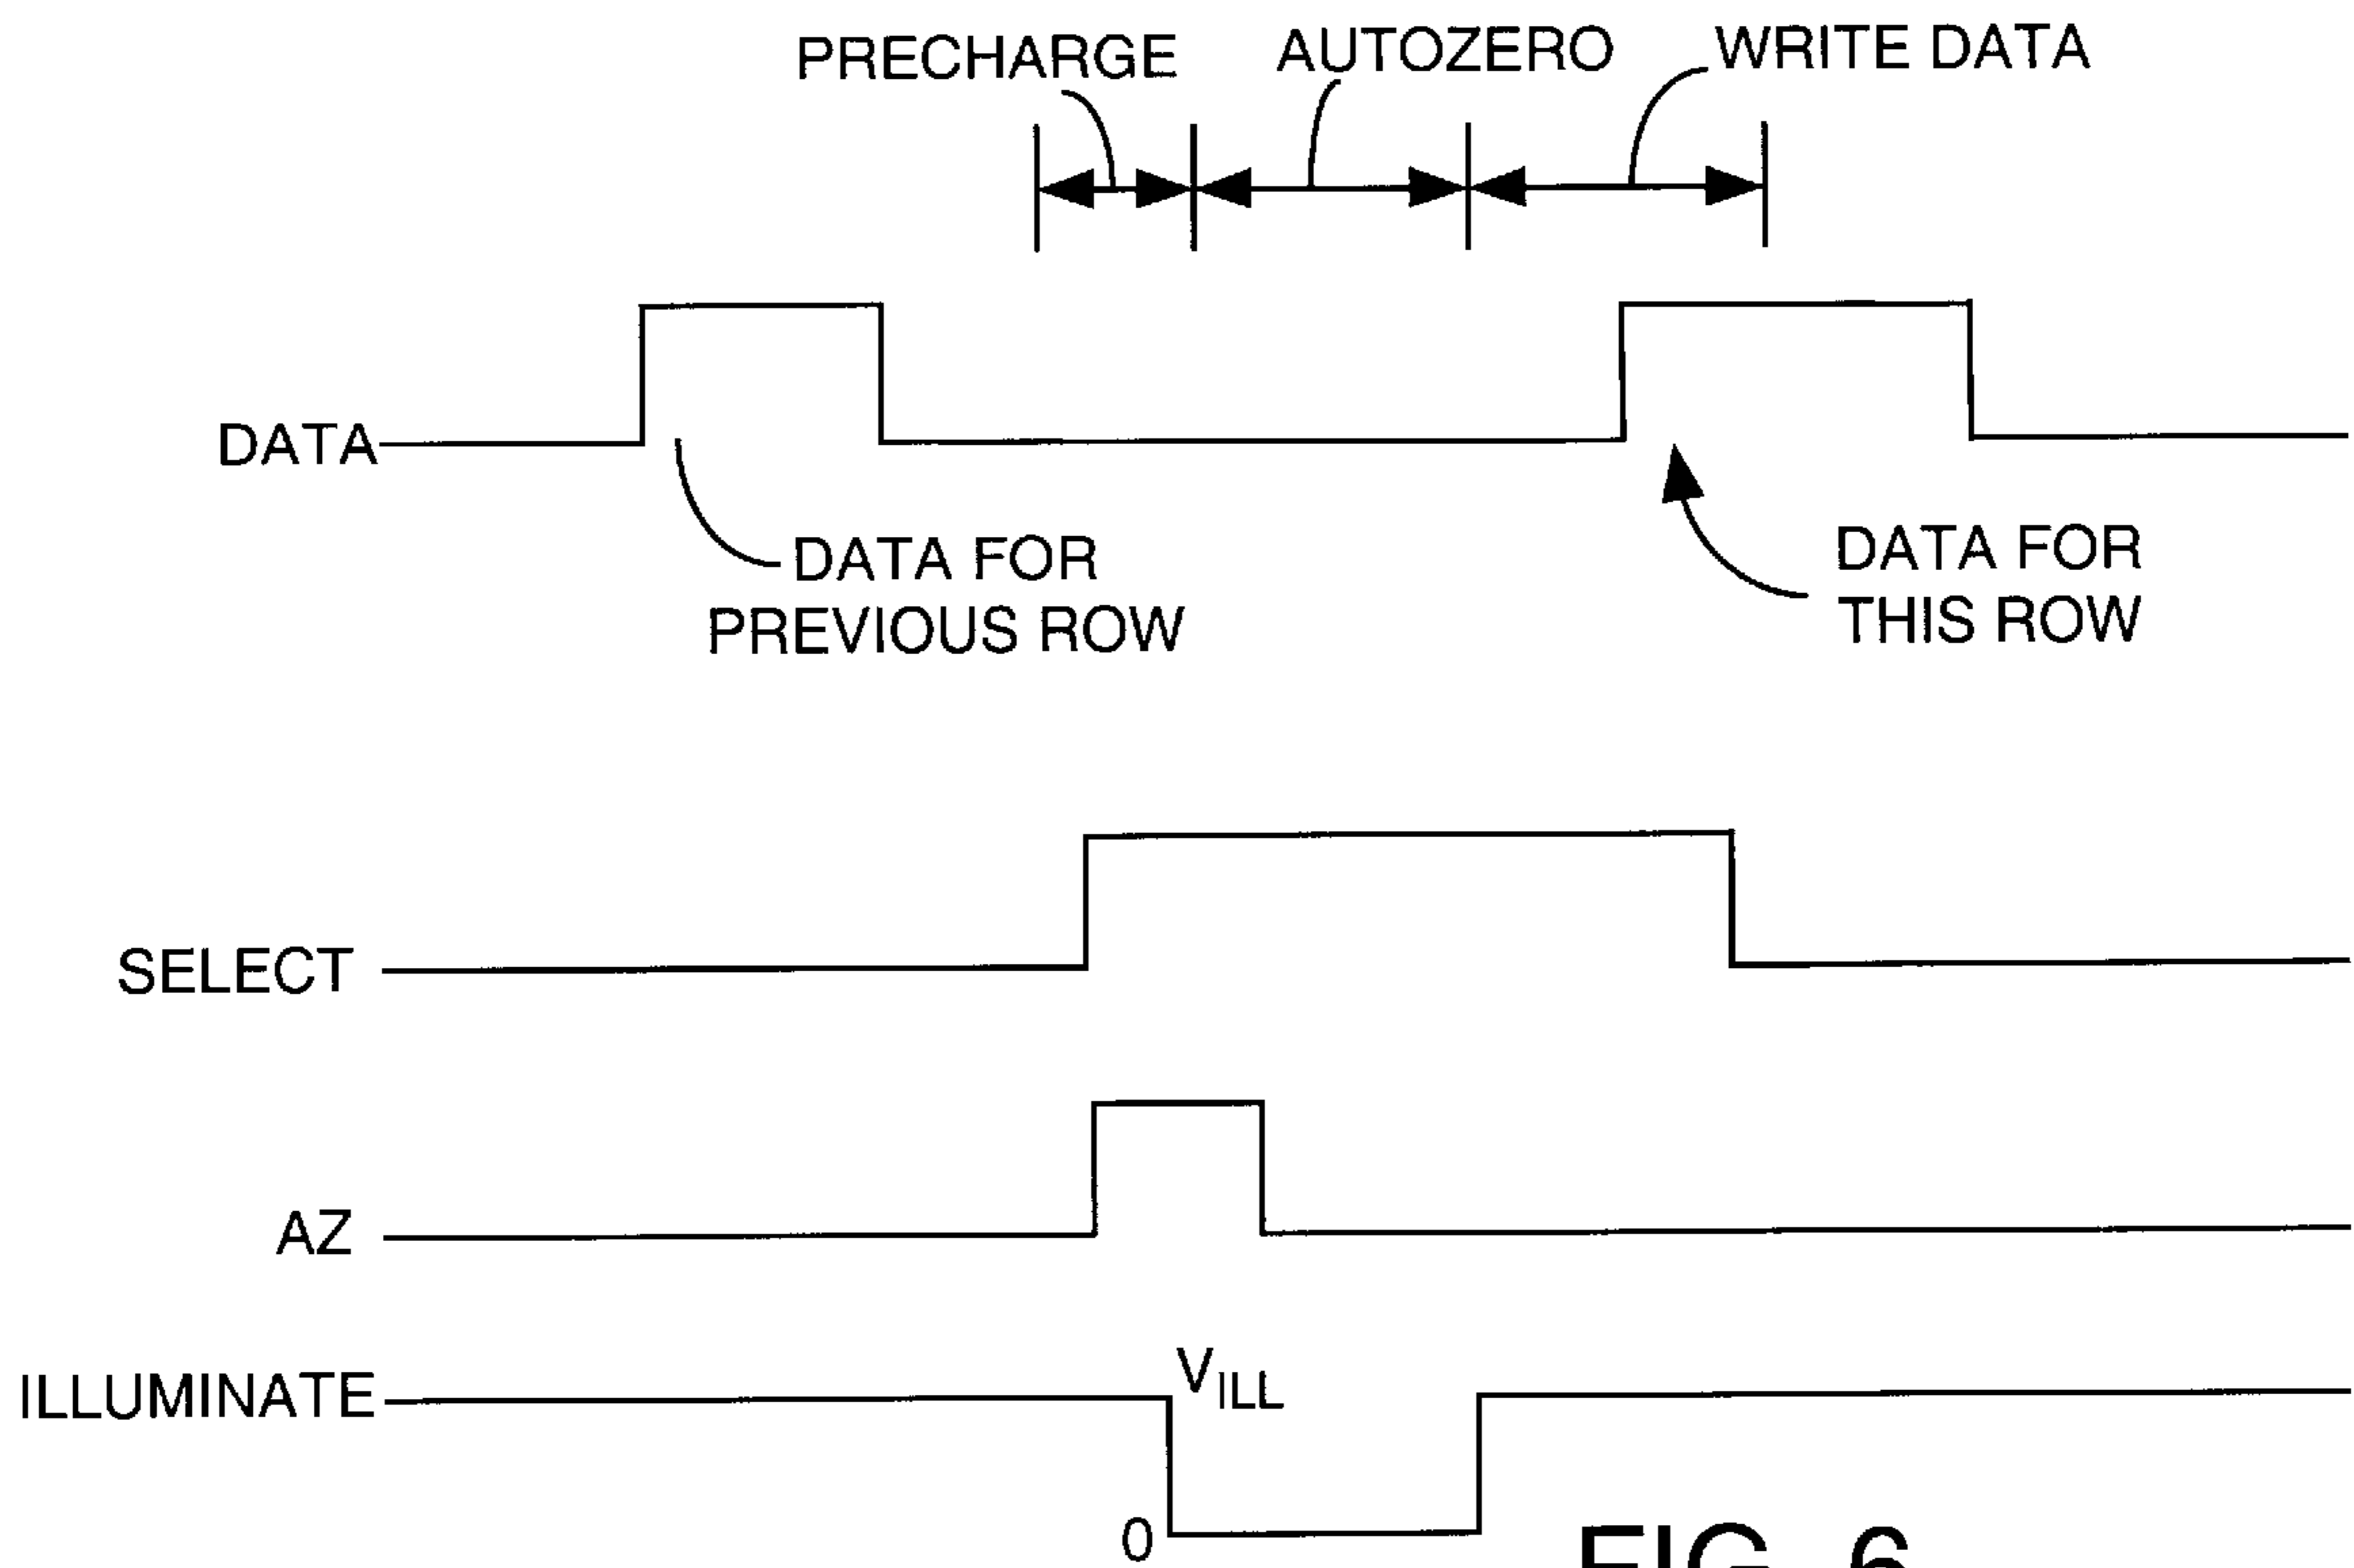 PRECHARGE AUTOZERO WRITE DATA
DATA
DATA FOR
PREVIOUS ROW
DATA FOR
THIS ROW
SELECT
AZ
ILLUMINATE
VILL
0
FIG. 6